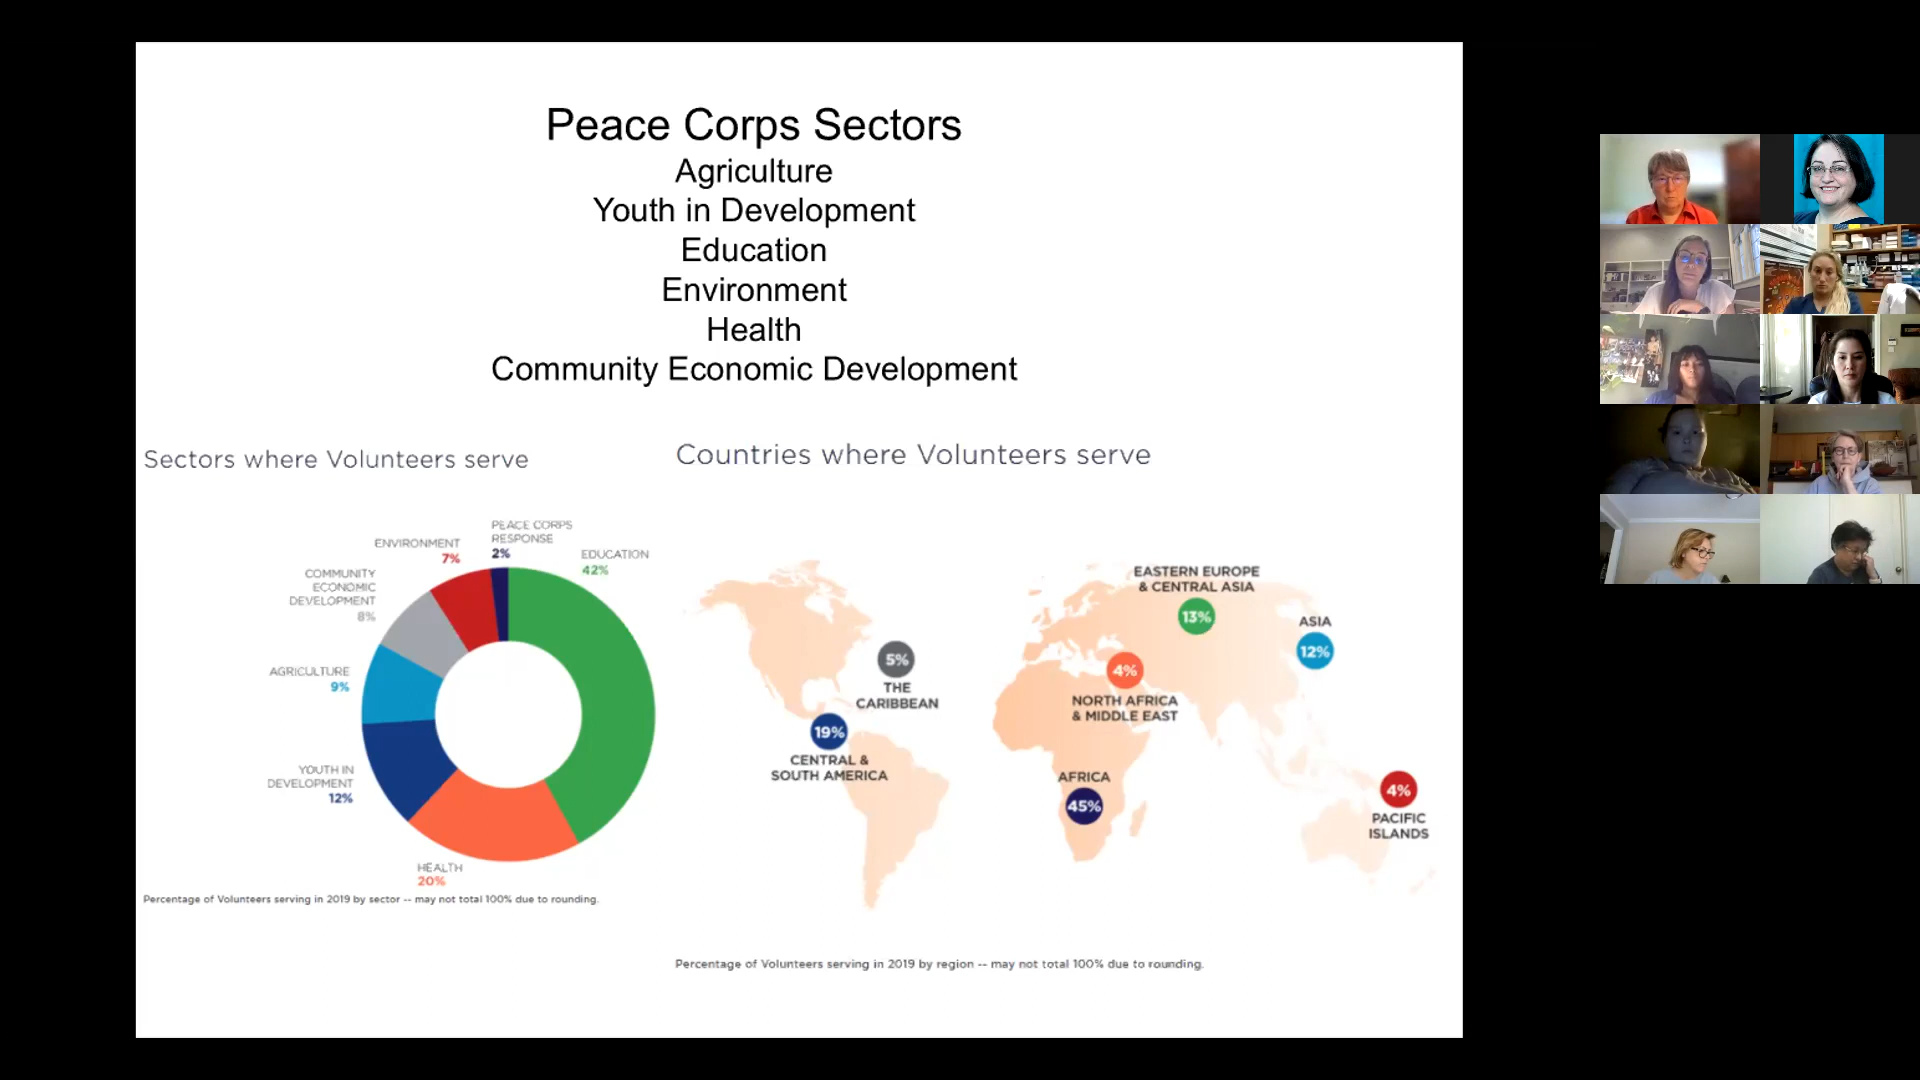 Peace Corps Sectors
Agriculture
Youth in Development
Education
Environment
Health
Community Economic Development
Sectors where Volunteers serve
PEACE CORPS
RESPONSE
2%
ENVIRONMENT
7%
EDUCATION
42%
COMMUNITY
ECONOMIC
DEVELOPMENT
8%
AGRICULTURE
9%
YOUTH IN
DEVELOPMENT
12%
HEALTH
20%
Percentage of Volunteers serving in 2019 by sector -- may not total 100% due to rounding.
Countries where Volunteers serve
EASTERN EUROPE
& CENTRAL ASIA
13%
ASIA
12%
5%
THE
CARIBBEAN
4%
NORTH AFRICA
& MIDDLE EAST
19%
CENTRAL &
SOUTH AMERICA
AFRICA
45%
4%
PACIFIC
ISLANDS
Percentage of Volunteers serving in 2019 by region -- may not total 100% due to rounding.